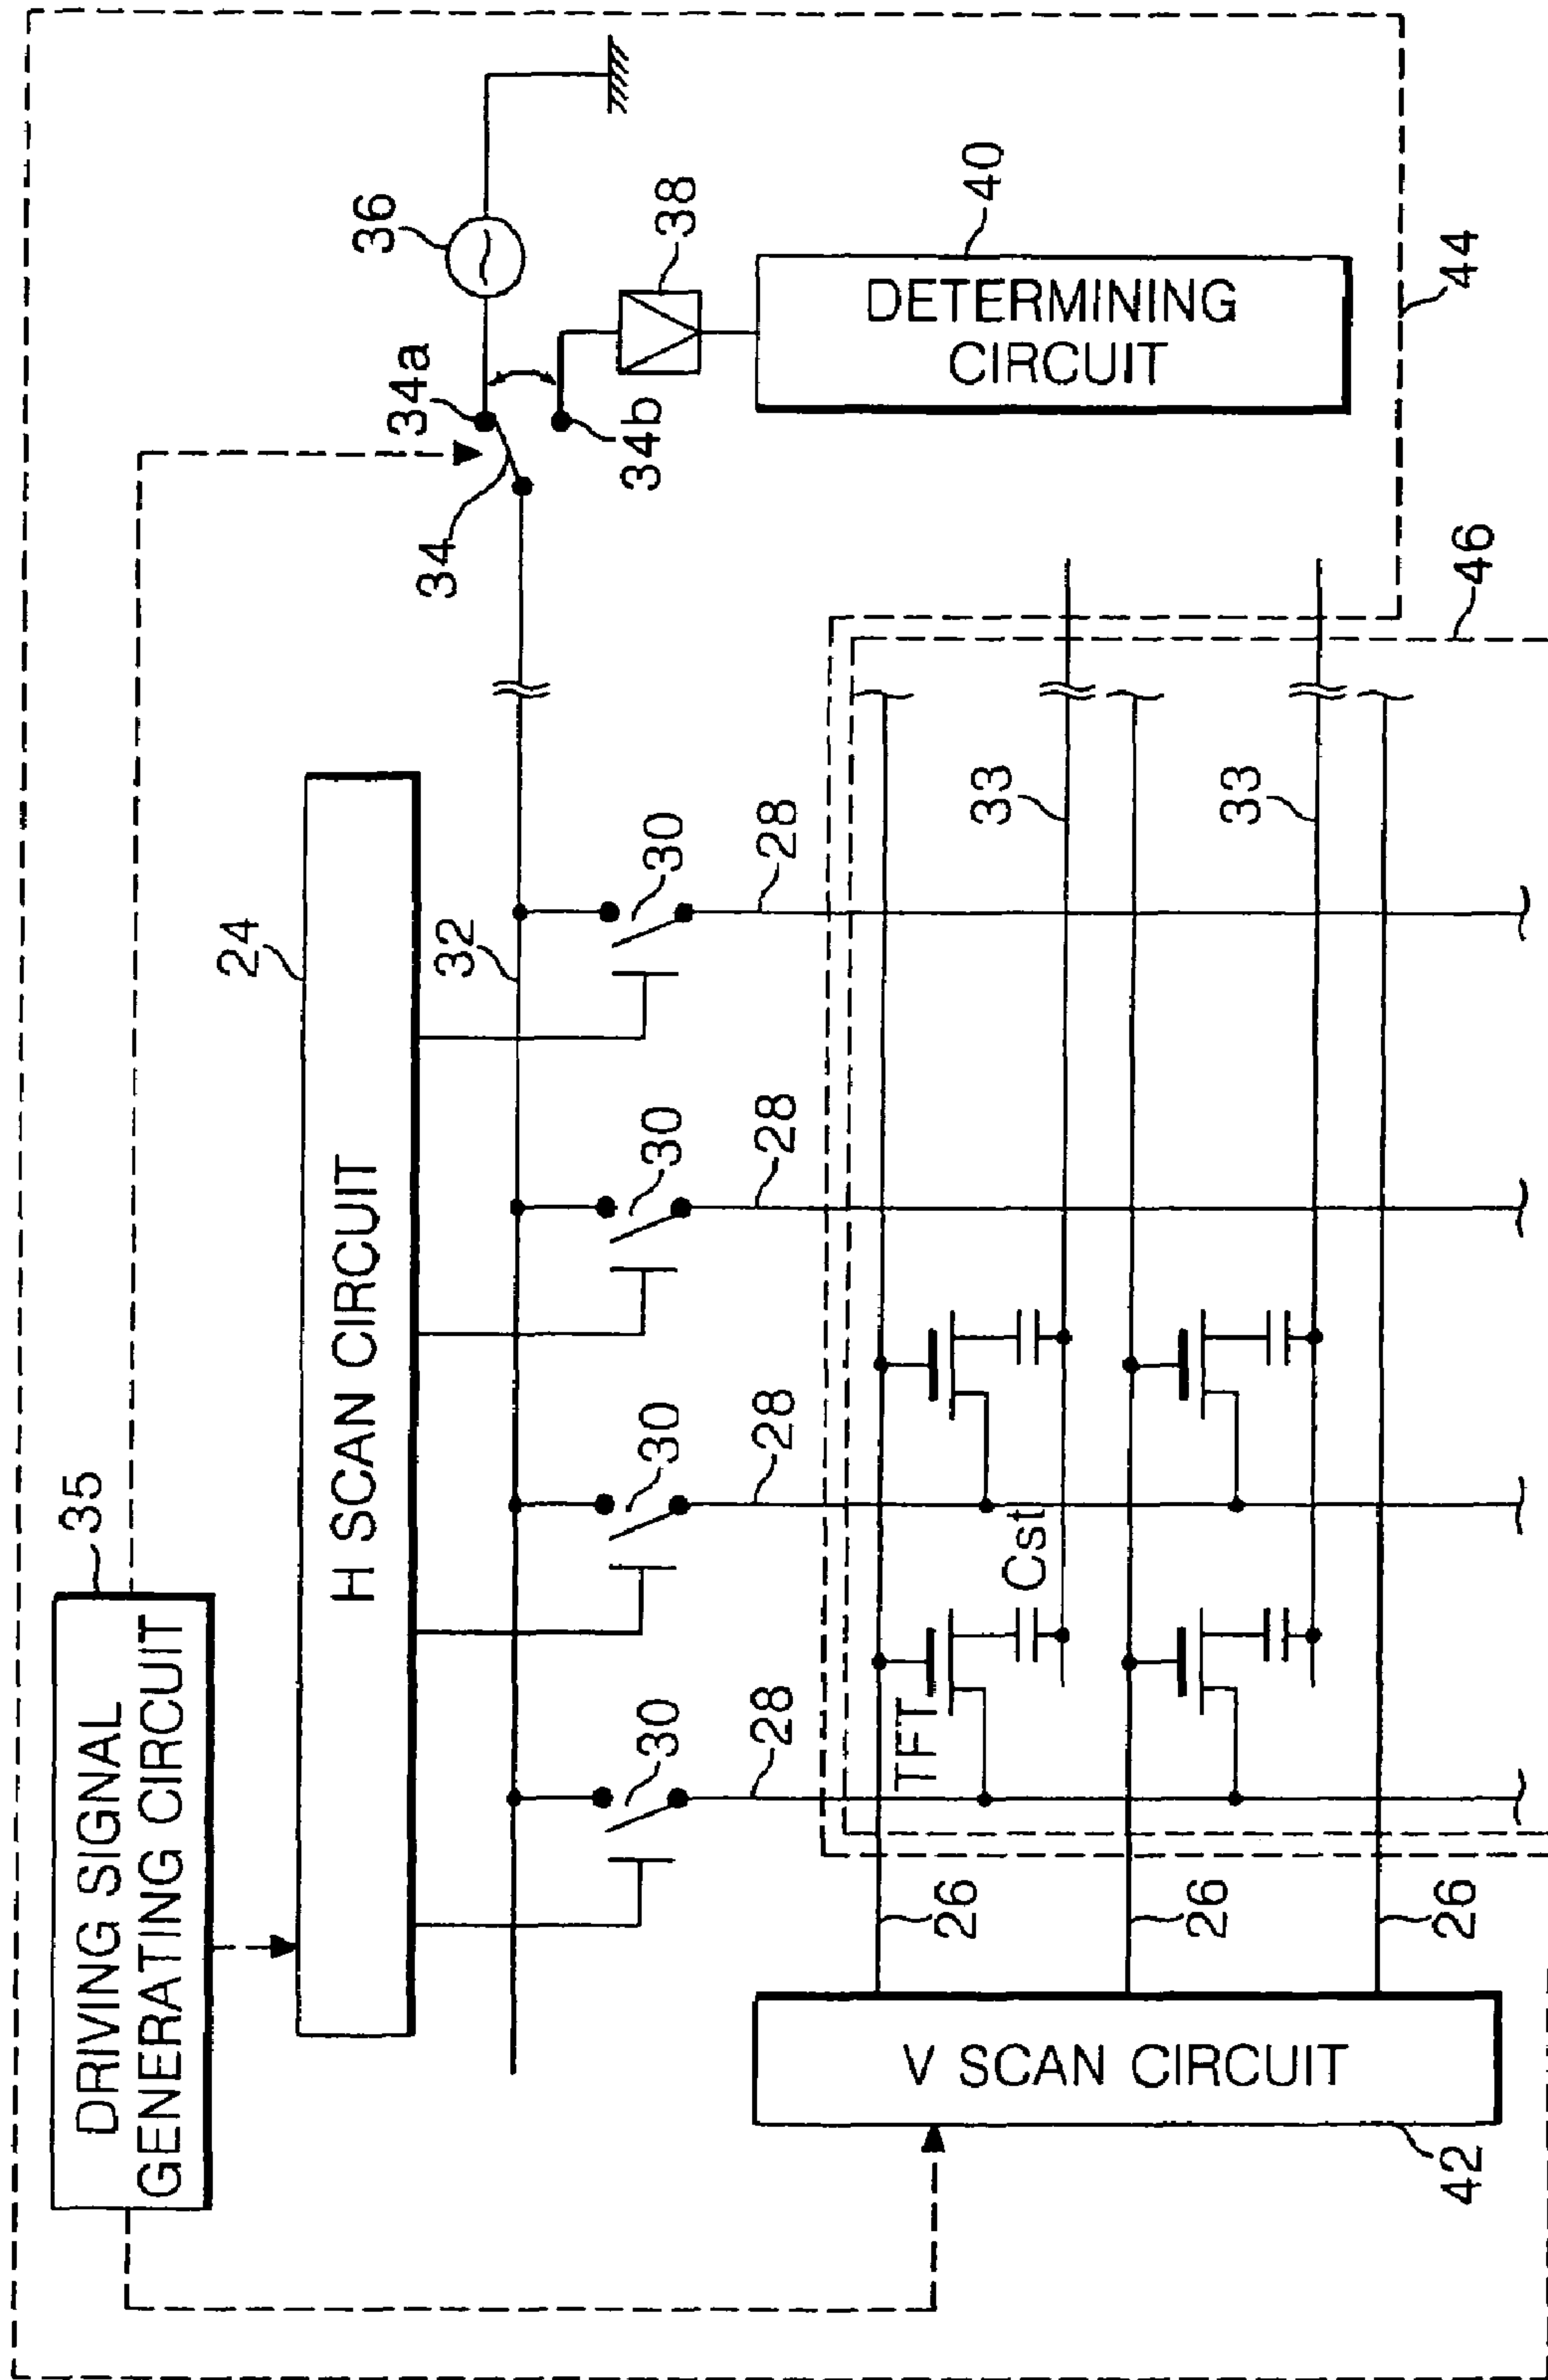 DRIVING SIGNAL
GENERATING CIRCUIT
35
24
H SCAN CIRCUIT
32
34
34a
34b
36
38
DETERMINING
CIRCUIT
40
44
30
30
30
30
28
28
28
28
46
TFT
Cst
33
33
26
26
26
V SCAN CIRCUIT
42